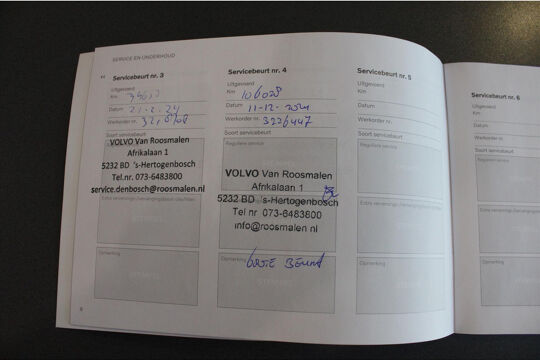 SERVICE EN ONDERHOUD
Servicebeurt nr. 3
Uitgevoerd
Km
Datum 21-2-24
Werkorder nr.
Soort servicebeurt
VOLVO Van Roosmalen
Afrikalaan 1
5232 BD 's-Hertogenbosch
Tel.nr. 073-6483800
service.denbosch@roosmalen.nl
Opmerking
Servicebeurt nr. 4
Uitgevoerd
Km 106028
Datum 11-12-2024
Werkorder nr. 3226447
Soort servicebeurt
Reguliere service
VOLVO Van Roosmalen
Afrikalaan 1
5232 BD 's-Hertogenbosch
Tel nr 073-6483800
info@roosmalen nl
Opmerking
GROTE BEURT
Servicebeurt nr. 5
Uitgevoerd
Km
Datum
Werkorder nr.
Soort servicebeurt
Reguliere service
Opmerking
Servicebeurt nr. 6
Uitgevoerd
Km
Datum
Werkorder nr.
Soort servicebeurt
Opmerking